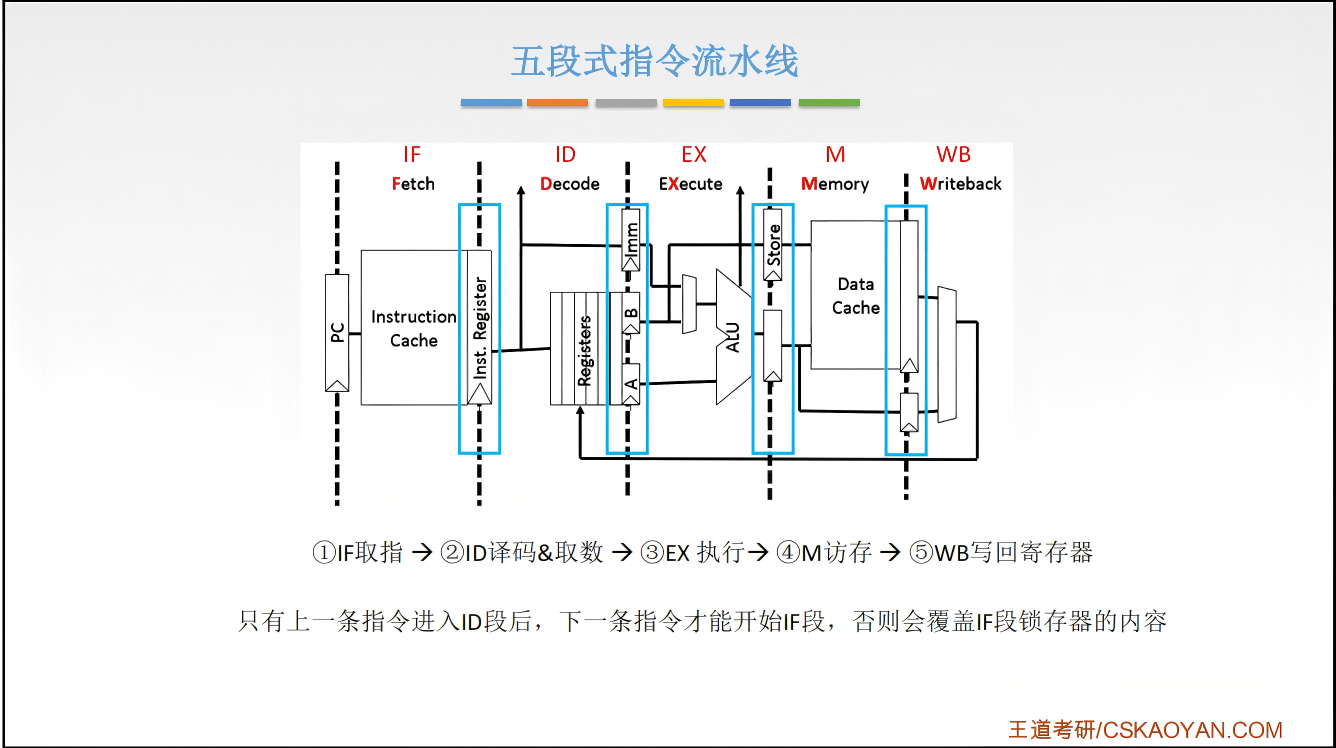 五段式指令流水线
IF
ID
EX
M
WB
Fetch
Decode
EXecute
Memory
Writeback
PC
Instruction
Cache
Inst. Register
Registers
Imm
B
A
ALU
Store
Data
Cache
①IF取指 → ②ID译码&取数 → ③EX 执行→ ④M访存 → ⑤WB写回寄存器
只有上一条指令进入ID段后，下一条指令才能开始IF段，否则会覆盖IF段锁存器的内容
王道考研/CSKAOYAN.COM